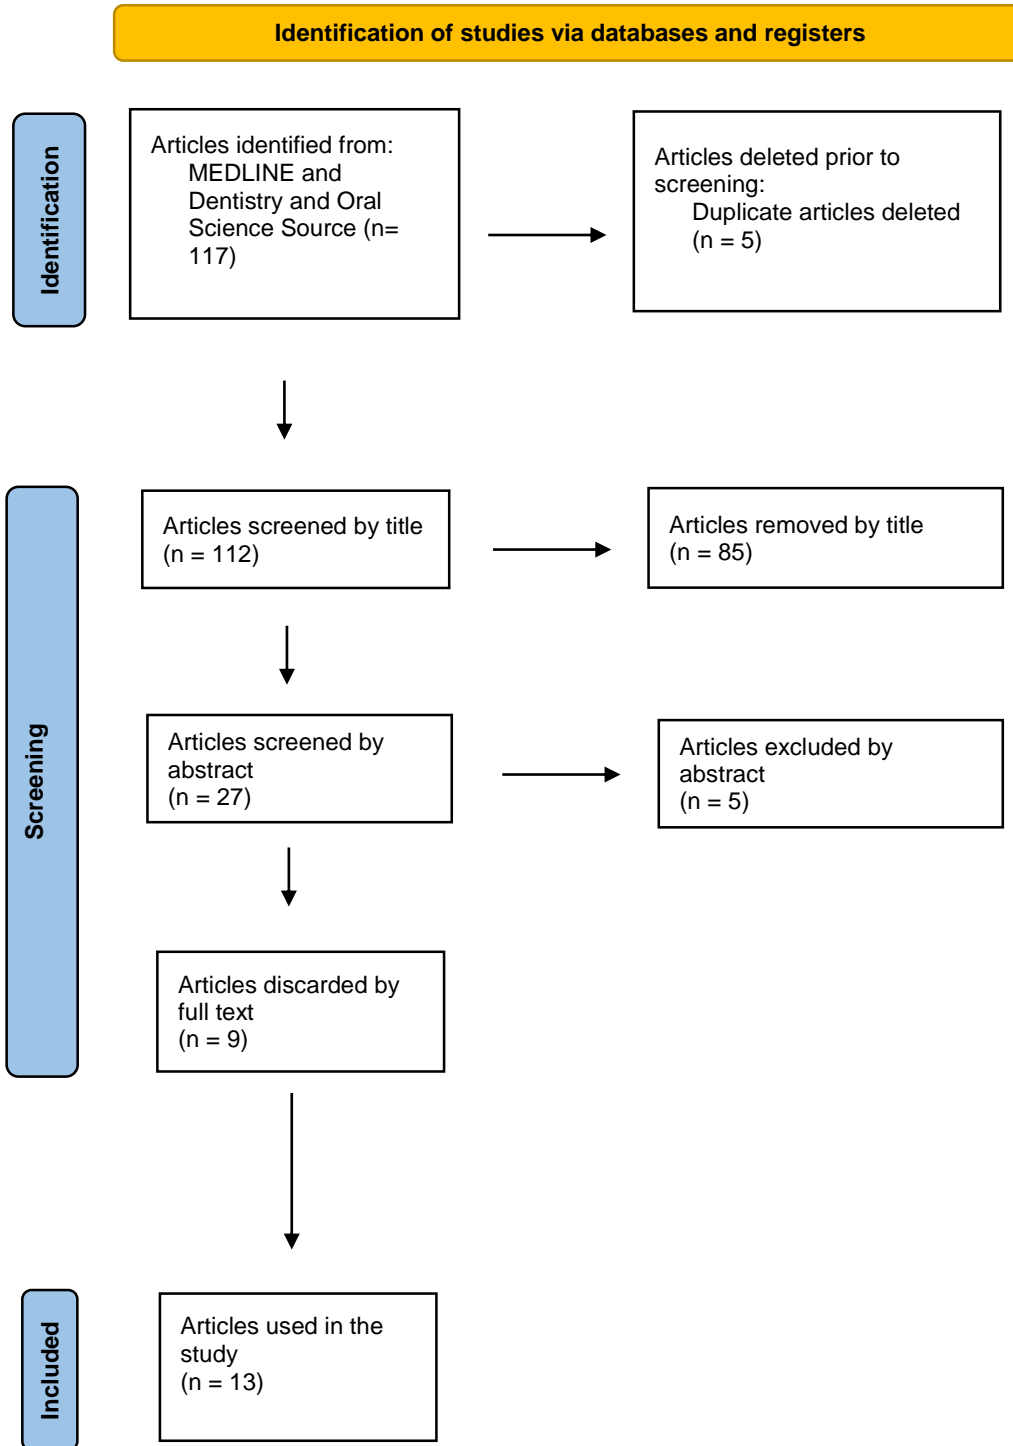 Identification of studies via databases and registers
Identification
Articles identified from:
MEDLINE and
Dentistry and Oral
Science Source (n=
117)
Articles deleted prior to
screening:
Duplicate articles deleted
(n = 5)
Screening
Articles screened by title
(n = 112)
Articles removed by title
(n = 85)
Articles screened by
abstract
(n = 27)
Articles excluded by
abstract
(n = 5)
Articles discarded by
full text
(n = 9)
Included
Articles used in the
study
(n = 13)